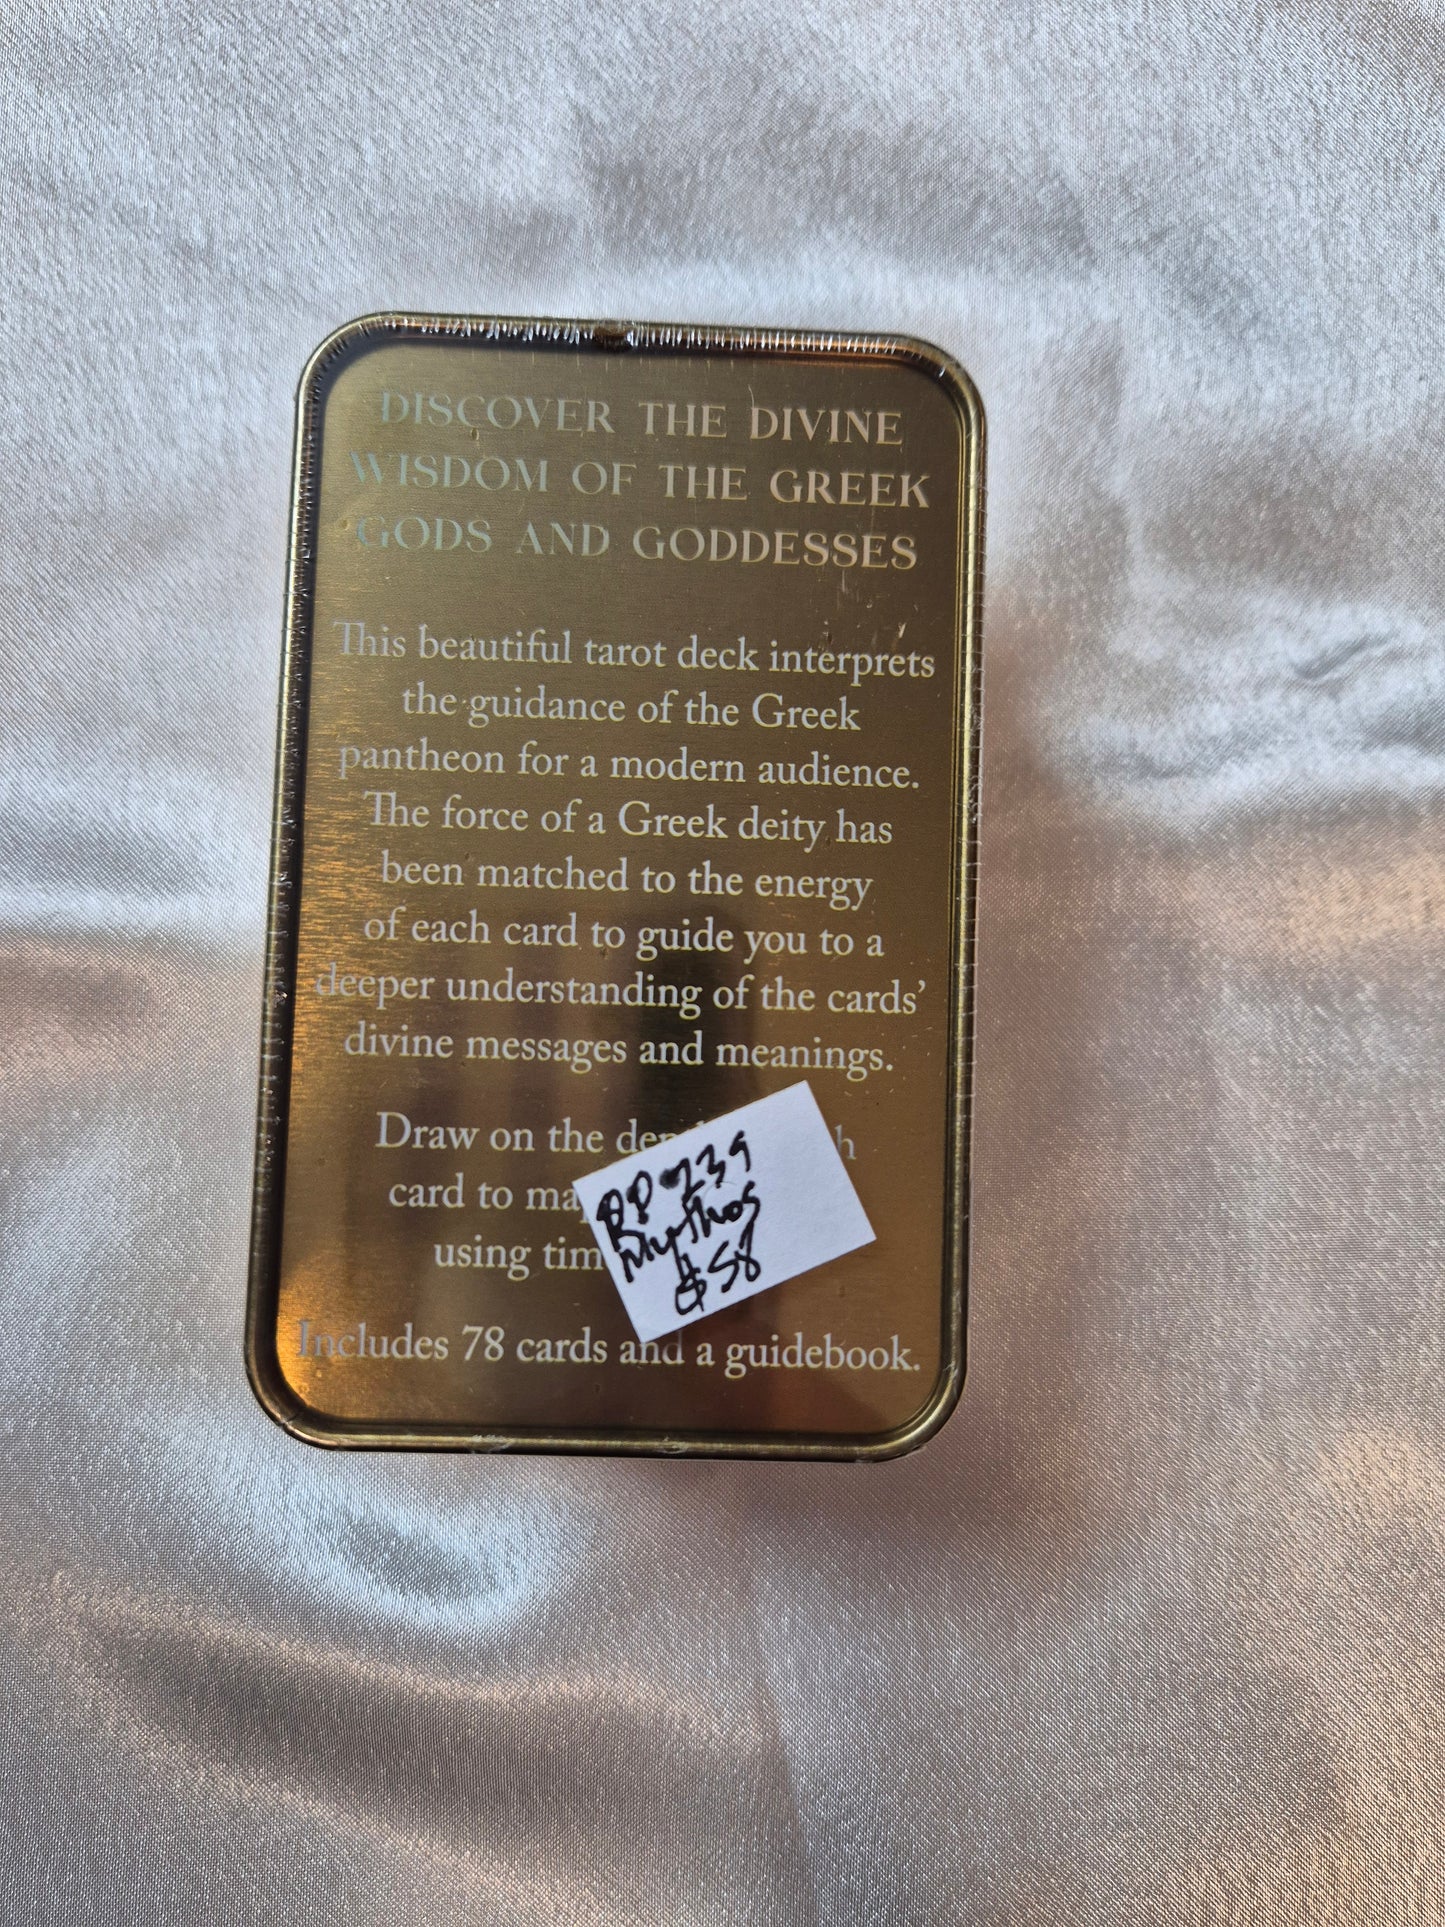 DISCOVER THE DIVINE
WISDOM OF THE GREEK
GODS AND GODDESSES
This beautiful tarot deck interprets
the guidance of the Greek
pantheon for a modern audience.
The force of a Greek deity has
been matched to the energy
of each card to guide you to a
deeper understanding of the cards'
divine messages and meanings.
Draw on the
card to
using
239
Mythos
$58
Includes 78 cards and a guidebook.